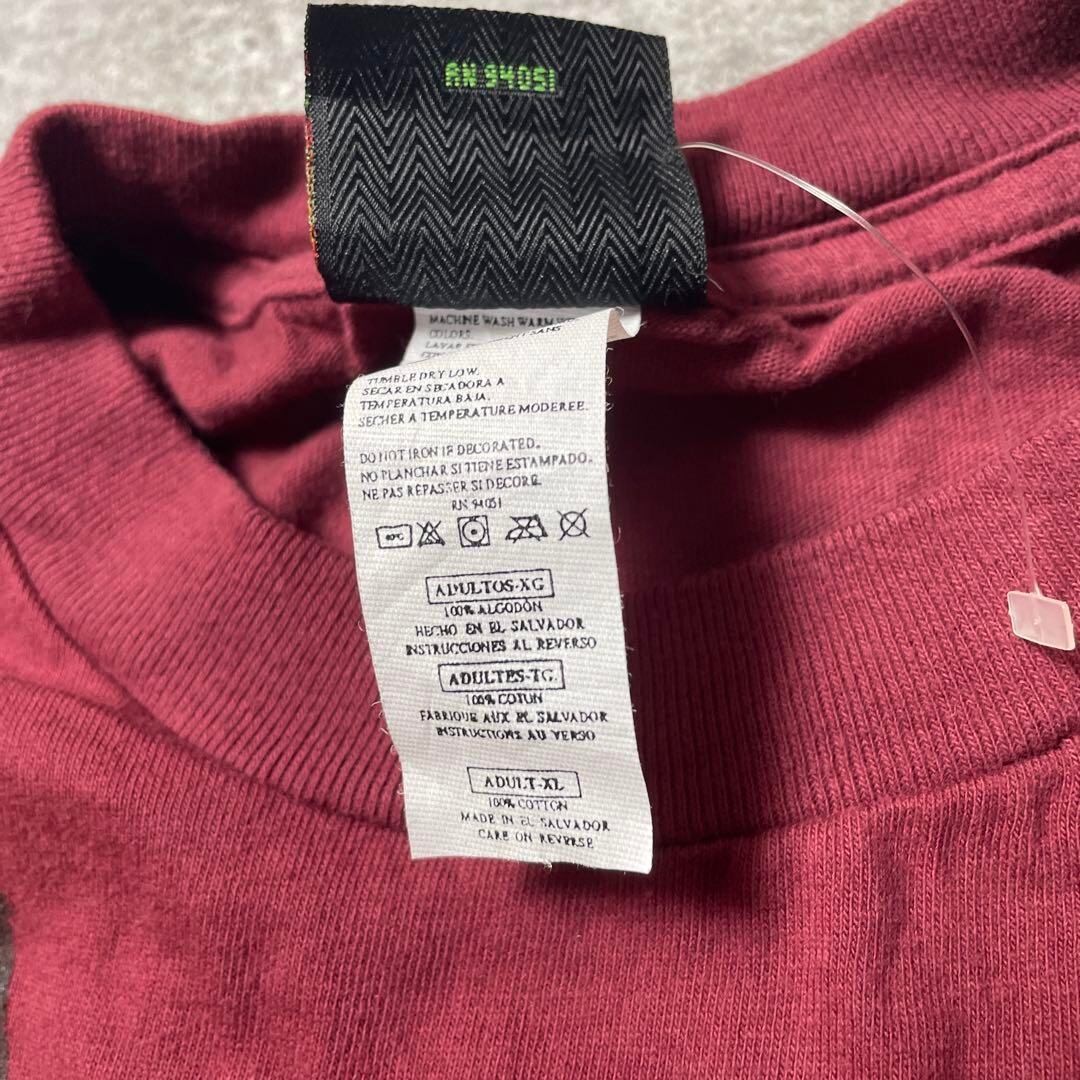 RN 94051
MACHINE WASH WARM
COLORS.
TUMBLE DRY LOW.
SECAR EN SECADORA A
TEMPERATURA BAJA.
SECHER A TEMPERATURE MODEREE.
DO NOT IRON IF DECORATED.
NO PLANCHAR SI TIENE ESTAMPADO.
NE PAS REPASSER SI DECORE.
RN 94051
40°C
ADULTOS-XG
100% ALGODÓN
HECHO EN EL SALVADOR
INSTRUCCIONES AL REVERSO
ADULTES-TG
100% COTON
FABRIQUE AUX EL SALVADOR
INSTRUCTIONS AU VERSO
ADULT-XL
100% COTTON
MADE IN EL SALVADOR
CARE ON REVERSE